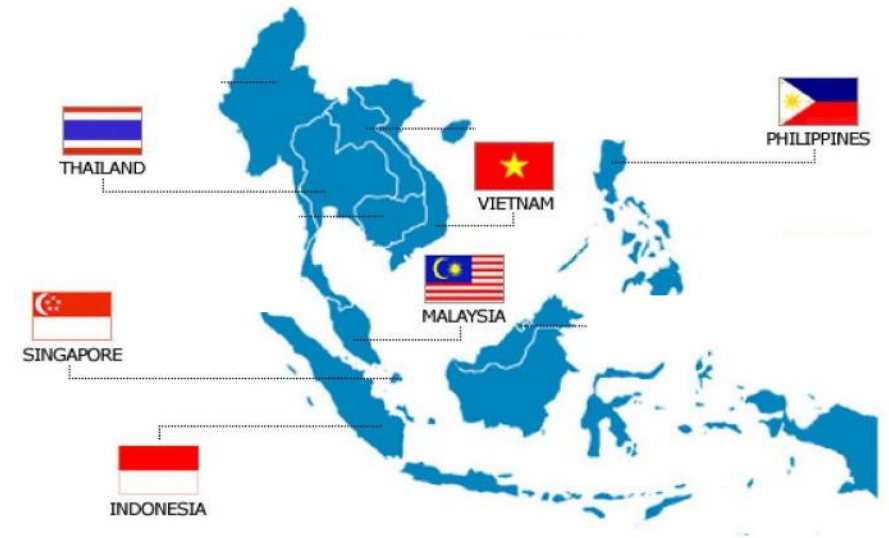 PHILIPPINES
THAILAND
VIETNAM
MALAYSIA
SINGAPORE
INDONESIA